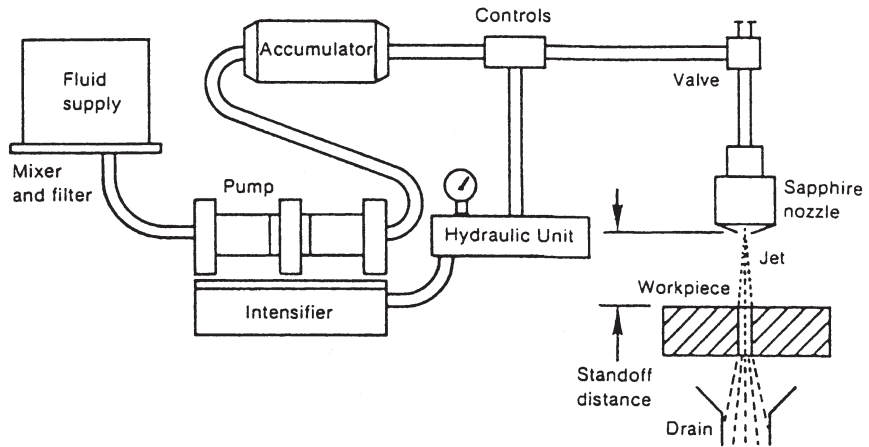 Controls
Accumulator
Fluid
supply
Valve
Mixer
and filter
Pump
Sapphire
nozzle
Hydraulic Unit
Jet
Workpiece
Intensifier
Standoff
distance
Drain